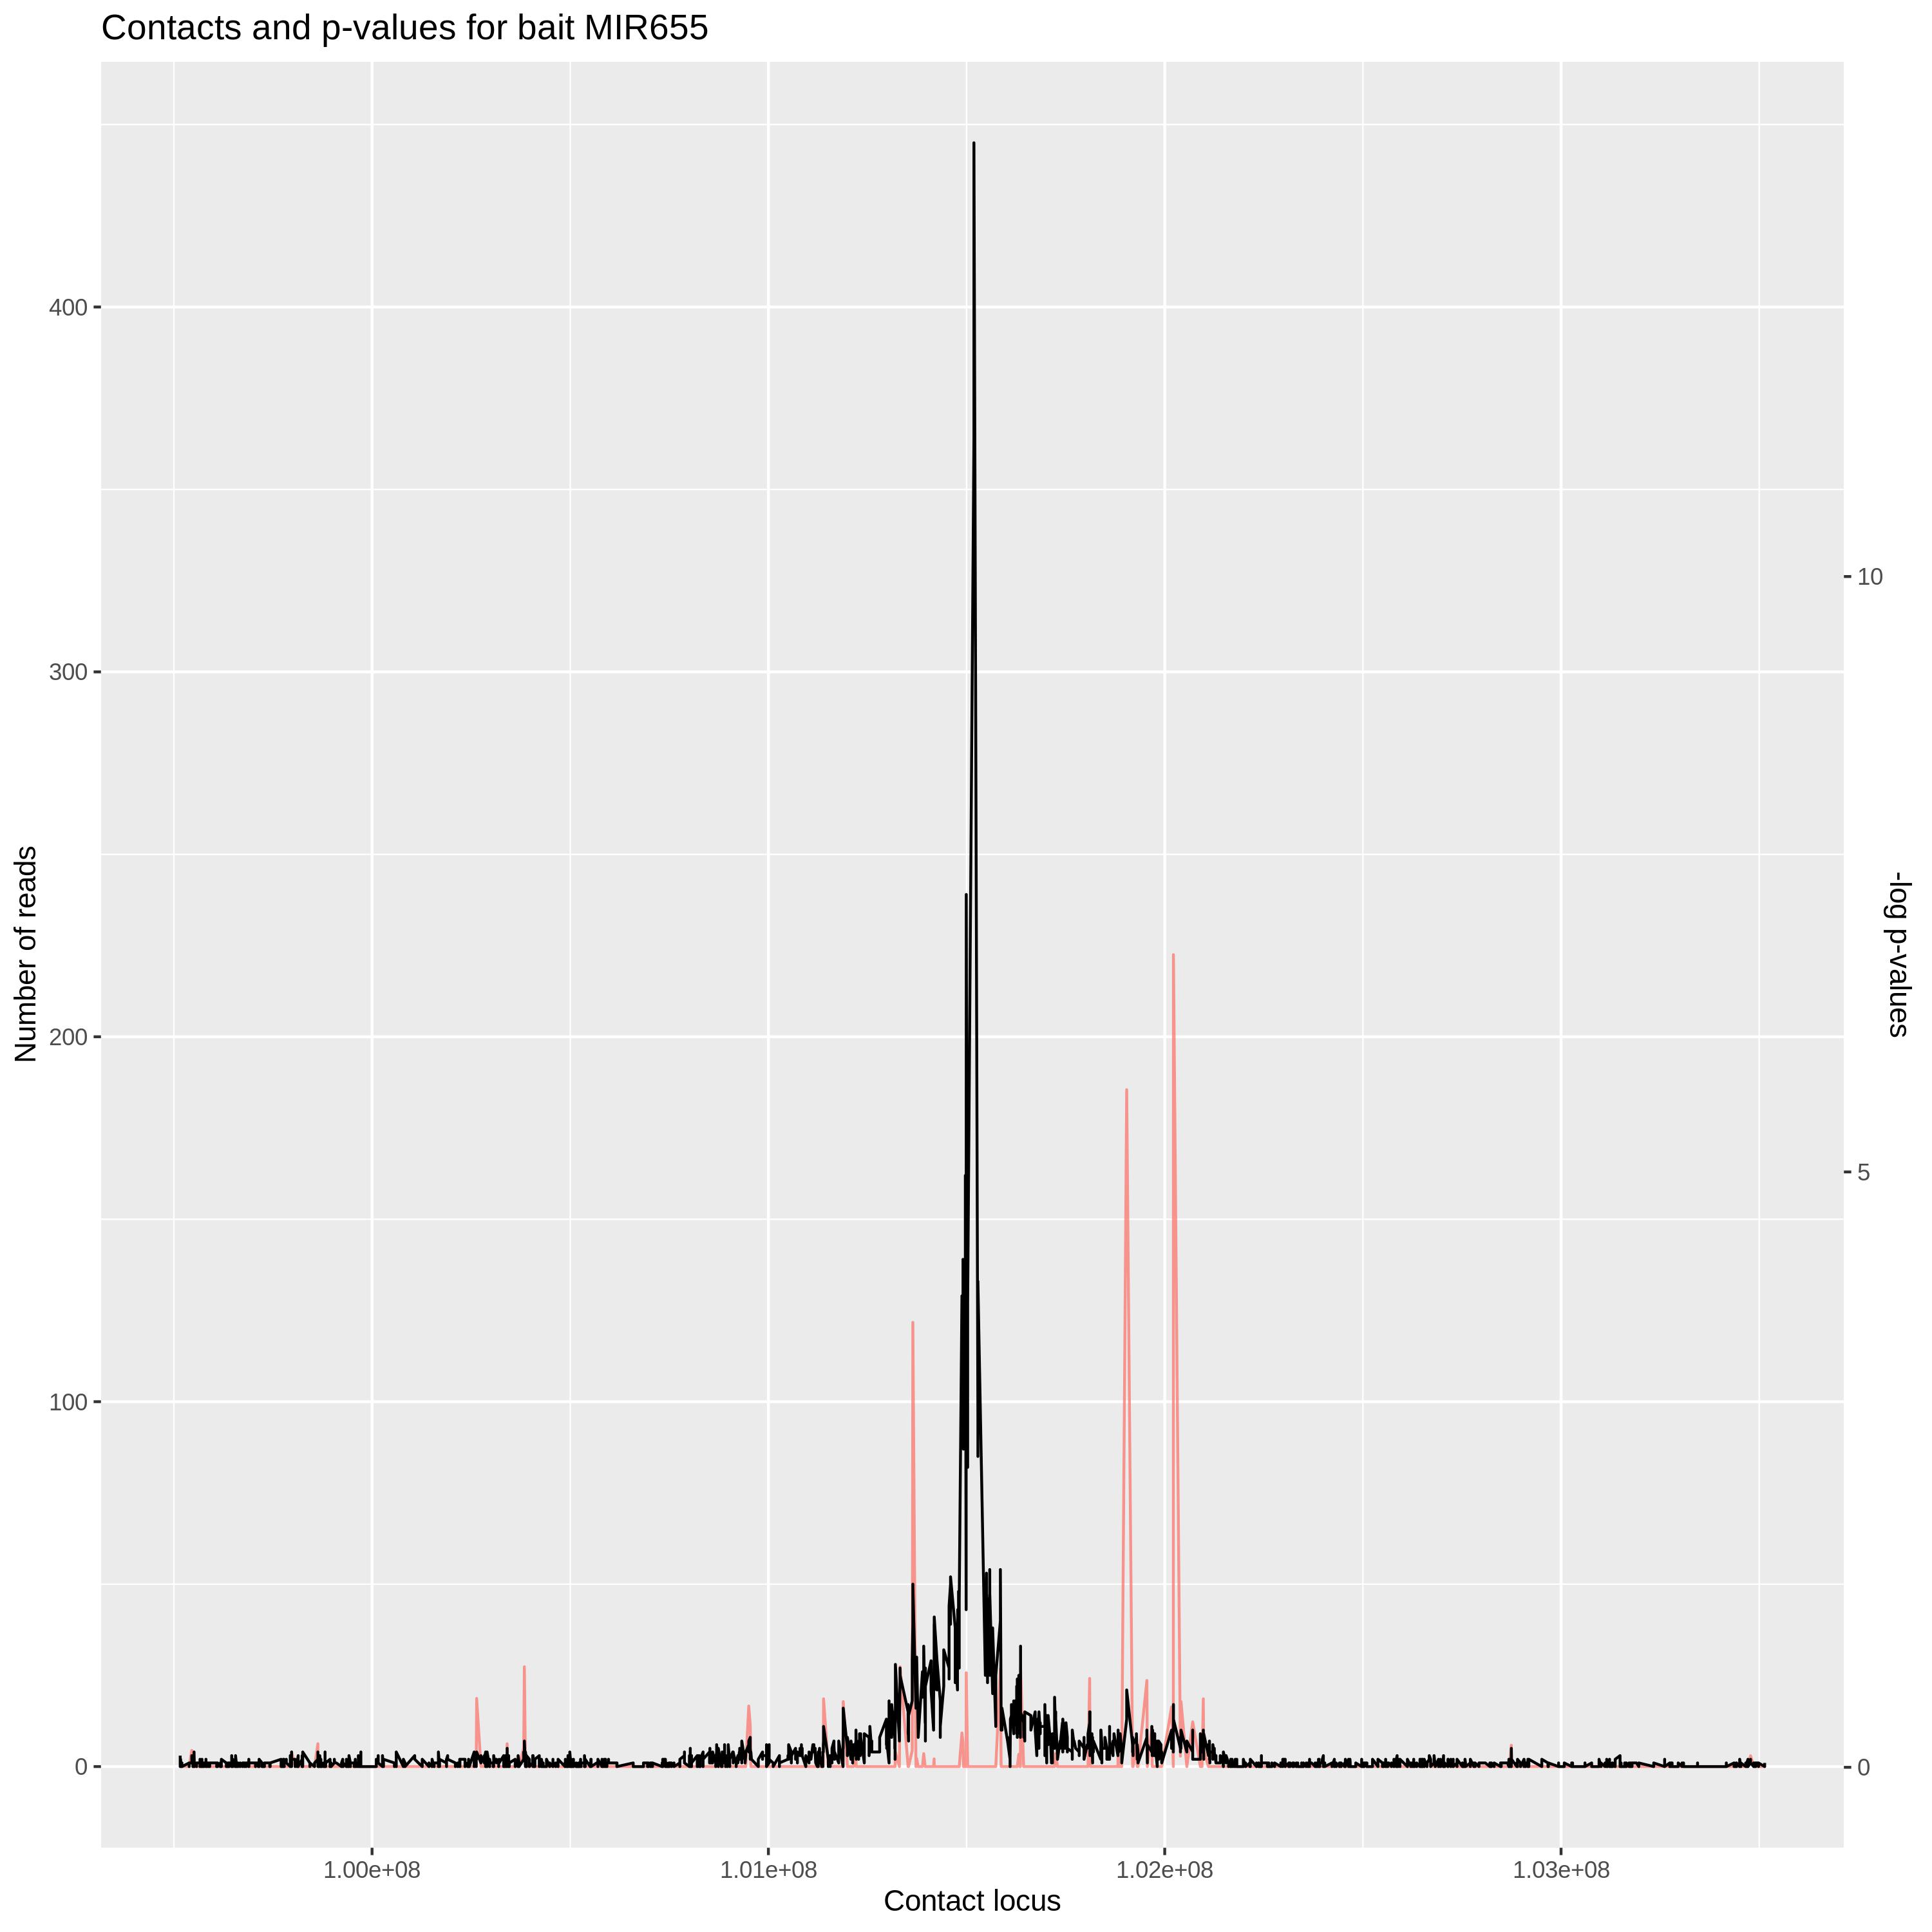 Contacts and p-values for bait MIR655
Number of reads
400
300
200
100
0
10
5
0
-log p-values
1.00e+08
1.01e+08
1.02e+08
1.03e+08
Contact locus